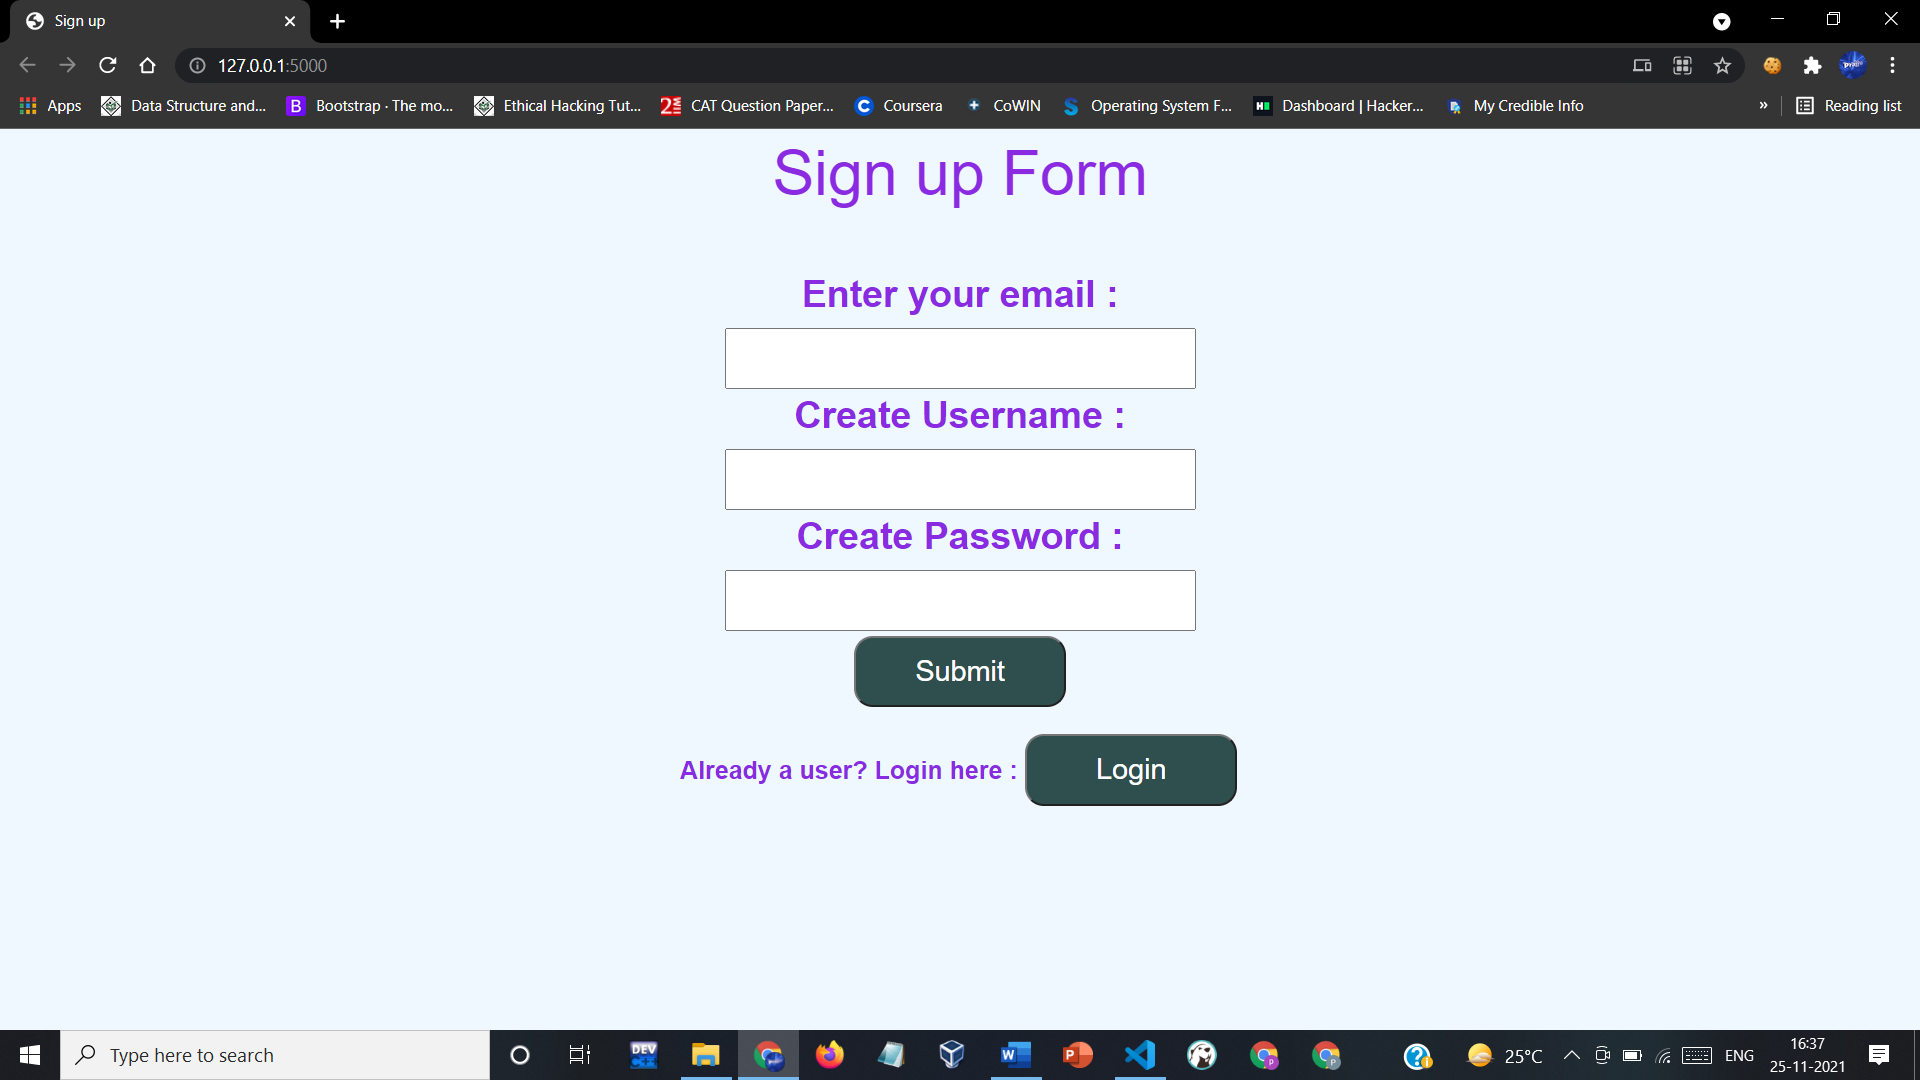 Sign up
127.0.0.1:5000
Apps
Data Structure and...
B
Bootstrap · The mo...
Ethical Hacking Tut...
CAT Question Paper...
Coursera
CoWIN
Operating System F...
Dashboard | Hacker...
My Credible Info
»
Reading list
Sign up Form
Enter your email :
Create Username :
Create Password :
Submit
Already a user? Login here : Login
Type here to search
DEV
25°C
ENG
16:37
25-11-2021